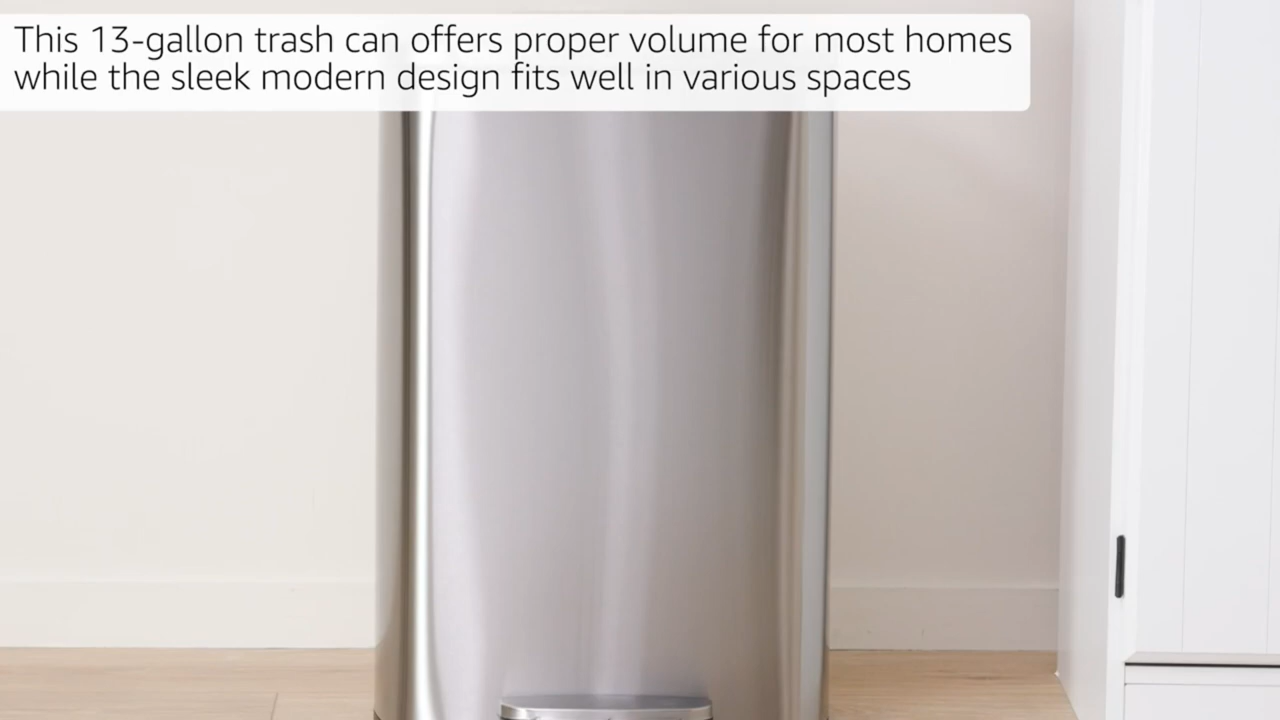 This 13-gallon trash can offers proper volume for most homes
while the sleek modern design fits well in various spaces